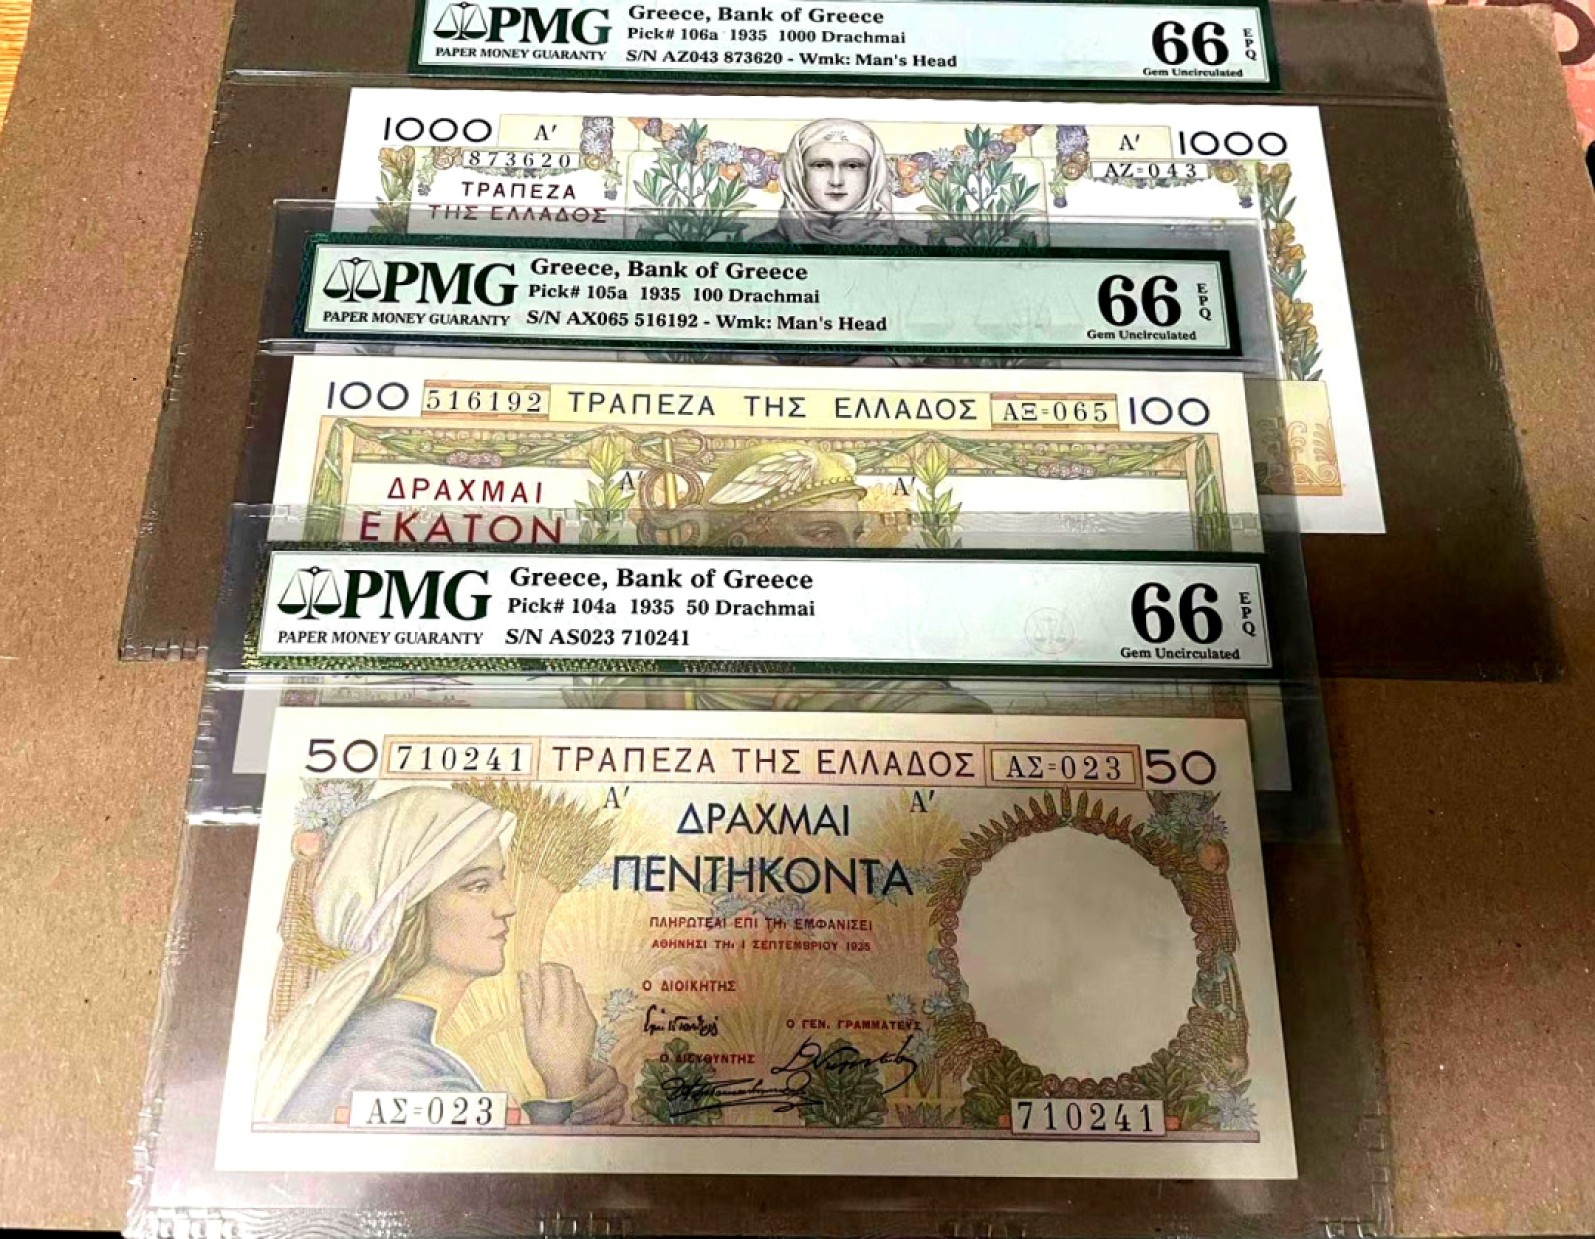 PMG
PAPER MONEY GUARANTY
Greece, Bank of Greece
Pick# 106a 1935 1000 Drachmai
S/N AZ043 873620 - Wmk: Man's Head
66 EPQ
Gem Uncirculated
1000 Α' Α' 1000
873620 ΑΖ=043
ΤΡΑΠΕΖΑ
ΤΗΣ ΕΛΛΑΔΟΣ
PMG
PAPER MONEY GUARANTY
Greece, Bank of Greece
Pick# 105a 1935 100 Drachmai
S/N AX065 516192 - Wmk: Man's Head
66 EPQ
Gem Uncirculated
100 516192 ΤΡΑΠΕΖΑ ΤΗΣ ΕΛΛΑΔΟΣ ΑΞ=065 100
ΔΡΑΧΜΑΙ Α' Α'
ΕΚΑΤΟΝ
PMG
PAPER MONEY GUARANTY
Greece, Bank of Greece
Pick# 104a 1935 50 Drachmai
S/N AS023 710241
66 EPQ
Gem Uncirculated
50 710241 ΤΡΑΠΕΖΑ ΤΗΣ ΕΛΛΑΔΟΣ ΑΣ=023 50
Α' Α'
ΔΡΑΧΜΑΙ
ΠΕΝΤΗΚΟΝΤΑ
ΠΛΗΡΩΤΕΑΙ ΕΠΙ ΤΗι ΕΜΦΑΝΙΣΕΙ
ΑΘΗΝΗΣΙ ΤΗι 1 ΣΕΠΤΕΜΒΡΙΟΥ 1935
Ο ΔΙΟΙΚΗΤΗΣ
Ο ΓΕΝ. ΓΡΑΜΜΑΤΕΥΣ
Ο ΔΙΕΥΘΥΝΤΗΣ
ΑΣ=023 710241